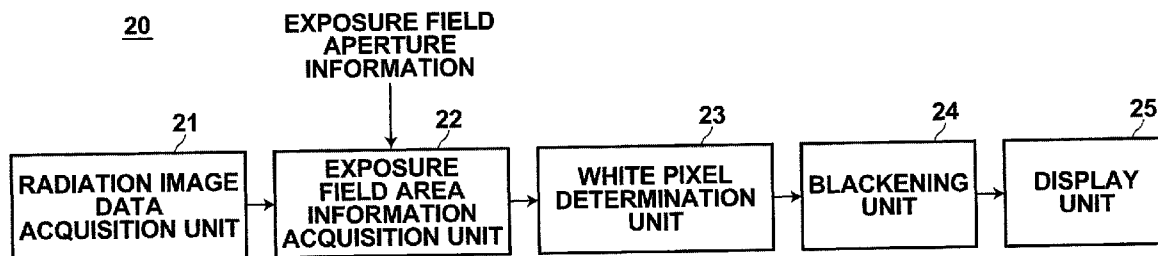 20
EXPOSURE FIELD
APERTURE
INFORMATION
21
RADIATION IMAGE
DATA
ACQUISITION UNIT
22
EXPOSURE
FIELD AREA
INFORMATION
ACQUISITION UNIT
23
WHITE PIXEL
DETERMINATION
UNIT
24
BLACKENING
UNIT
25
DISPLAY
UNIT